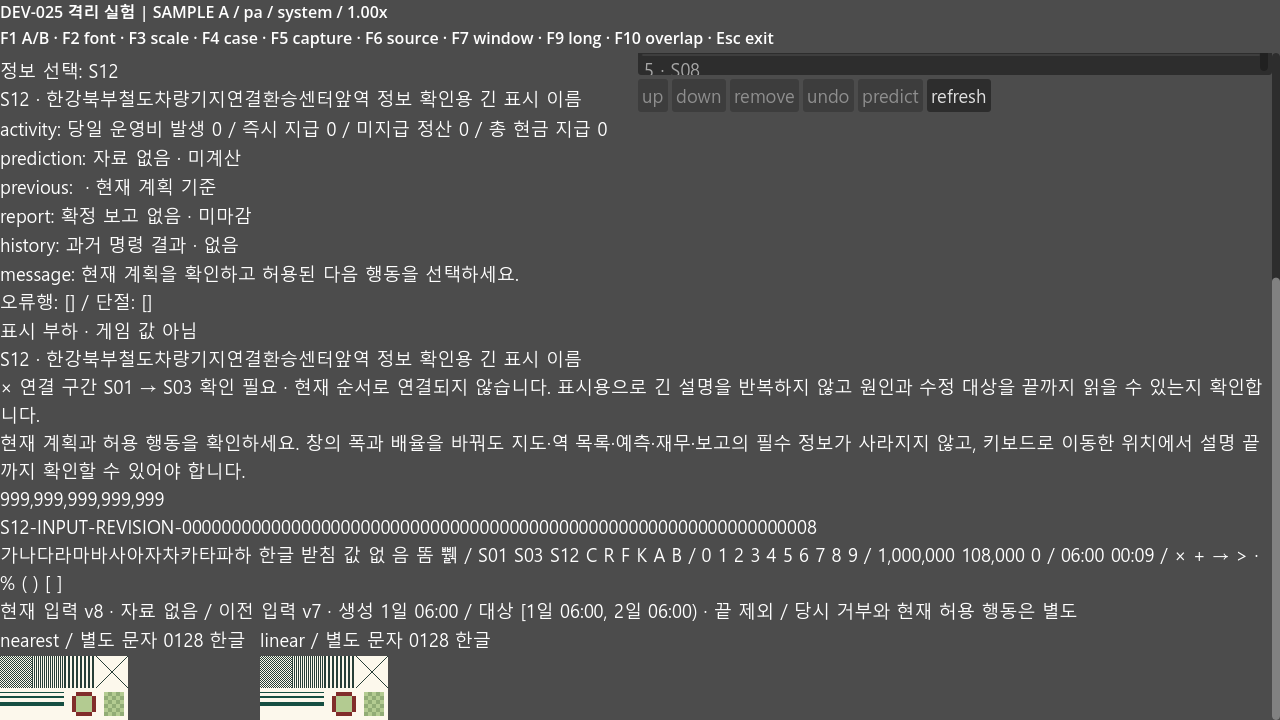 DEV-025 격리 실험 | SAMPLE A / pa / system / 1.00x
F1 A/B · F2 font · F3 scale · F4 case · F5 capture · F6 source · F7 window · F9 long · F10 overlap · Esc exit
정보 선택: S12
5 · S08
S12 · 한강북부철도차량기지연결환승센터앞역 정보 확인용 긴 표시 이름
up down remove undo predict refresh
activity: 당일 운영비 발생 0 / 즉시 지급 0 / 미지급 정산 0 / 총 현금 지급 0
prediction: 자료 없음 · 미계산
previous:  · 현재 계획 기준
report: 확정 보고 없음 · 미마감
history: 과거 명령 결과 · 없음
message: 현재 계획을 확인하고 허용된 다음 행동을 선택하세요.
오류행: [] / 단절: []
표시 부하 · 게임 값 아님
S12 · 한강북부철도차량기지연결환승센터앞역 정보 확인용 긴 표시 이름
× 연결 구간 S01 → S03 확인 필요 · 현재 순서로 연결되지 않습니다. 표시용으로 긴 설명을 반복하지 않고 원인과 수정 대상을 끝까지 읽을 수 있는지 확인합
니다.
현재 계획과 허용 행동을 확인하세요. 창의 폭과 배율을 바꿔도 지도·역 목록·예측·재무·보고의 필수 정보가 사라지지 않고, 키보드로 이동한 위치에서 설명 끝
까지 확인할 수 있어야 합니다.
999,999,999,999,999
가나다라마바사아자차카타파하 한글 받침 값 없 음 똠 / S01 S03 S12 C R F K A B / 0 1 2 3 4 5 6 7 8 9 / 1,000,000 108,000 0 / 06:00 00:09 / × + → > ·
% ( ) [ ]
현재 입력 v8 · 자료 없음 / 이전 입력 v7 · 생성 1일 06:00 / 대상 [1일 06:00, 2일 06:00) · 끝 제외 / 당시 거부와 현재 허용 행동은 별도
nearest / 별도 문자 0128 한글 linear / 별도 문자 0128 한글